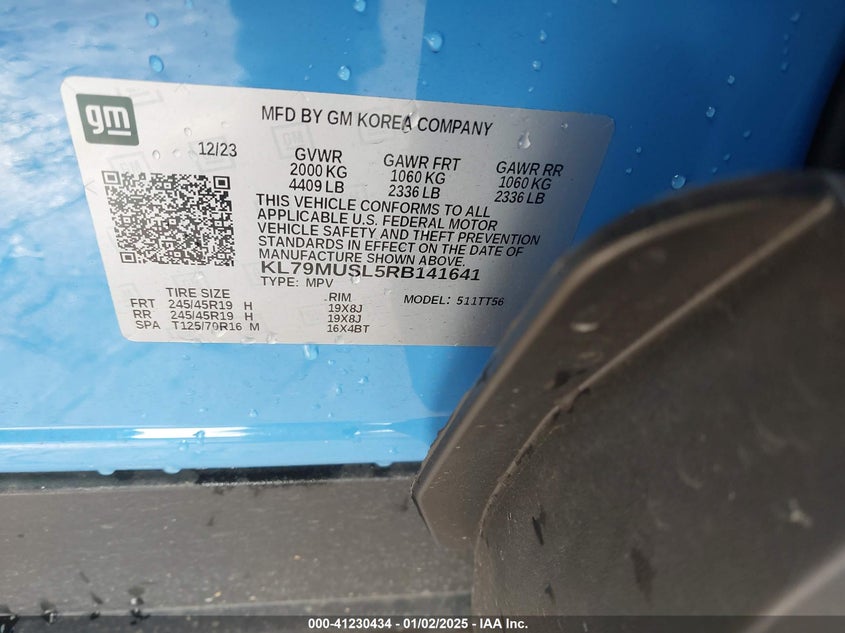 gm
MFD BY GM KOREA COMPANY
12/23
GVWR
2000 KG
4409 LB
GAWR FRT
1060 KG
2336 LB
GAWR RR
1060 KG
2336 LB
THIS VEHICLE CONFORMS TO ALL
APPLICABLE U.S. FEDERAL MOTOR
VEHICLE SAFETY AND THEFT PREVENTION
STANDARDS IN EFFECT ON THE DATE OF
MANUFACTURE SHOWN ABOVE.
KL79MUSL5RB141641
TYPE: MPV
MODEL: 511TT56
TIRE SIZE RIM
FRT 245/45R19 H 19X8J
RR 245/45R19 H 19X8J
SPA T125/70R16 M 16X4BT
000-41230434 - 01/02/2025 - IAA Inc.